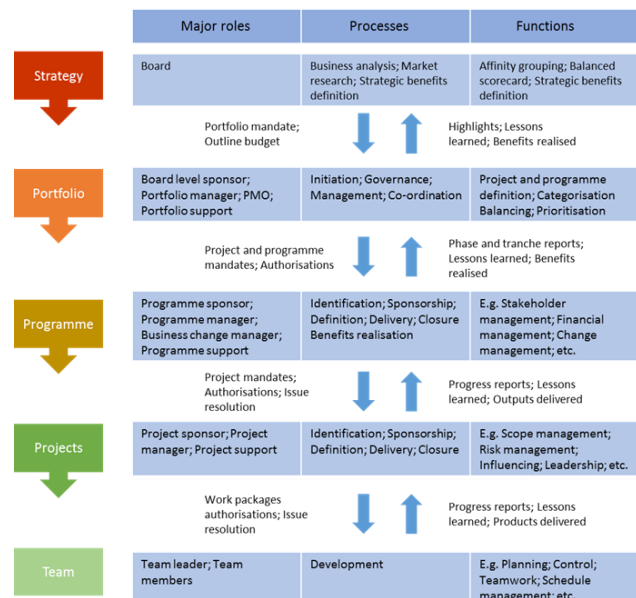 Major roles
Processes
Functions
Strategy
Board
Business analysis; Market
research; Strategic benefits
definition
Affinity grouping; Balanced
scorecard; Strategic benefits
definition
Portfolio mandate;
Outline budget
Highlights; Lessons
learned; Benefits realised
Portfolio
Board level sponsor;
Portfolio manager; PMO;
Portfolio support
Initiation; Governance;
Management; Co-ordination
Project and programme
definition; Categorisation
Balancing; Prioritisation
Project and programme
mandates; Authorisations
Phase and tranche reports;
Lessons learned; Benefits
realised
Programme
Programme sponsor;
Programme manager;
Business change manager;
Programme support
Identification; Sponsorship;
Definition; Delivery; Closure
Benefits realisation
E.g. Stakeholder
management; Financial
management; Change
management; etc.
Project mandates;
Authorisations; Issue
resolution
Progress reports; Lessons
learned; Outputs delivered
Projects
Project sponsor; Project
manager; Project support
Identification; Sponsorship;
Definition; Delivery; Closure
E.g. Scope management;
Risk management;
Influencing; Leadership; etc.
Work packages
authorisations; Issue
resolution
Progress reports; Lessons
learned; Products delivered
Team
Team leader; Team
members
Development
E.g. Planning; Control;
Teamwork; Schedule
management; etc.